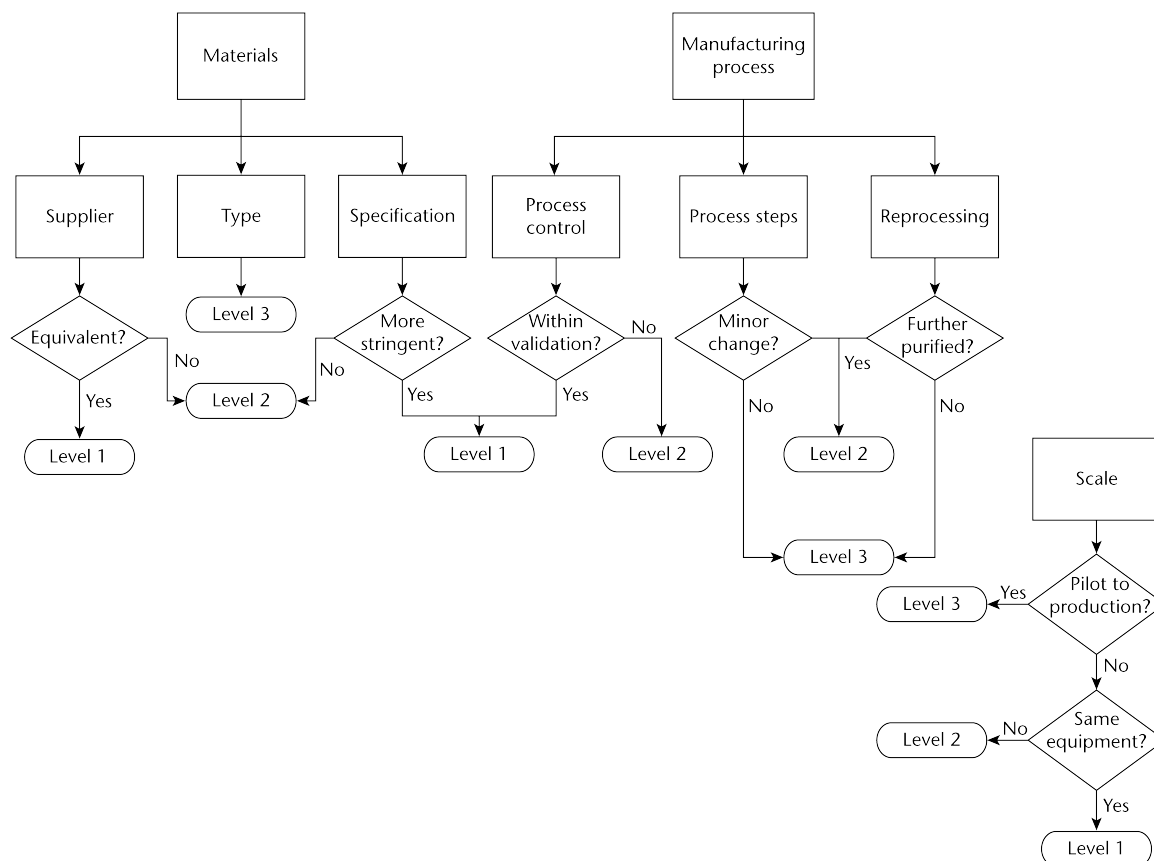 Materials
Manufacturing
process
Supplier
Type
Specification
Process
control
Process steps
Reprocessing
Equivalent?
Level 3
More
stringent?
Within
validation?
Minor
change?
Further
purified?
No
No
No
Yes
Level 2
Yes
Yes
Yes
No
No
Level 1
Level 1
Level 2
Level 2
Scale
Level 3
Level 3
Yes
Pilot to
production?
No
Level 2
No
Same
equipment?
Yes
Level 1